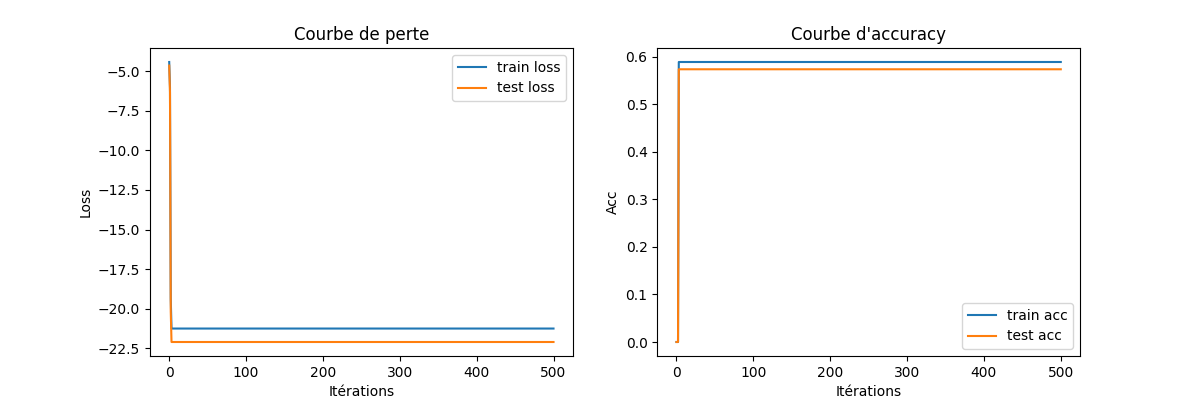 Courbe de perte
Loss
−5.0
−7.5
−10.0
−12.5
−15.0
−17.5
−20.0
−22.5
train loss
test loss
0 100 200 300 400 500
Itérations
Courbe d'accuracy
Acc
0.6
0.5
0.4
0.3
0.2
0.1
0.0
train acc
test acc
0 100 200 300 400 500
Itérations